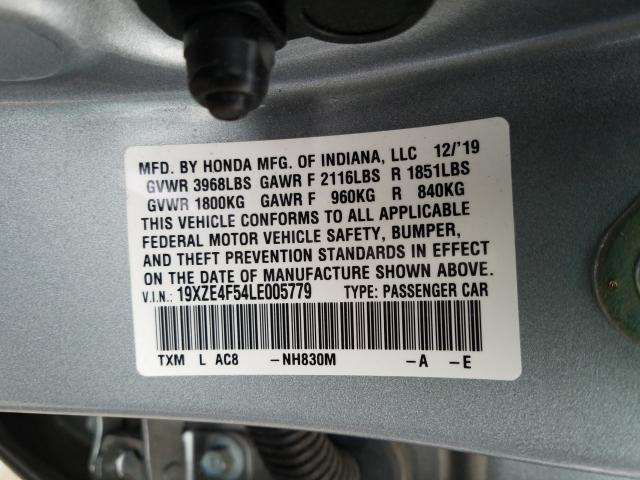 MFD. BY HONDA MFG. OF INDIANA, LLC 12/'19
GVWR 3968LBS GAWR F 2116LBS R 1851LBS
GVWR 1800KG GAWR F 960KG R 840KG
THIS VEHICLE CONFORMS TO ALL APPLICABLE
FEDERAL MOTOR VEHICLE SAFETY, BUMPER,
AND THEFT PREVENTION STANDARDS IN EFFECT
ON THE DATE OF MANUFACTURE SHOWN ABOVE.
V.I.N.: 19XZE4F54LE005779 TYPE: PASSENGER CAR
TXM L AC8 -NH830M -A -E